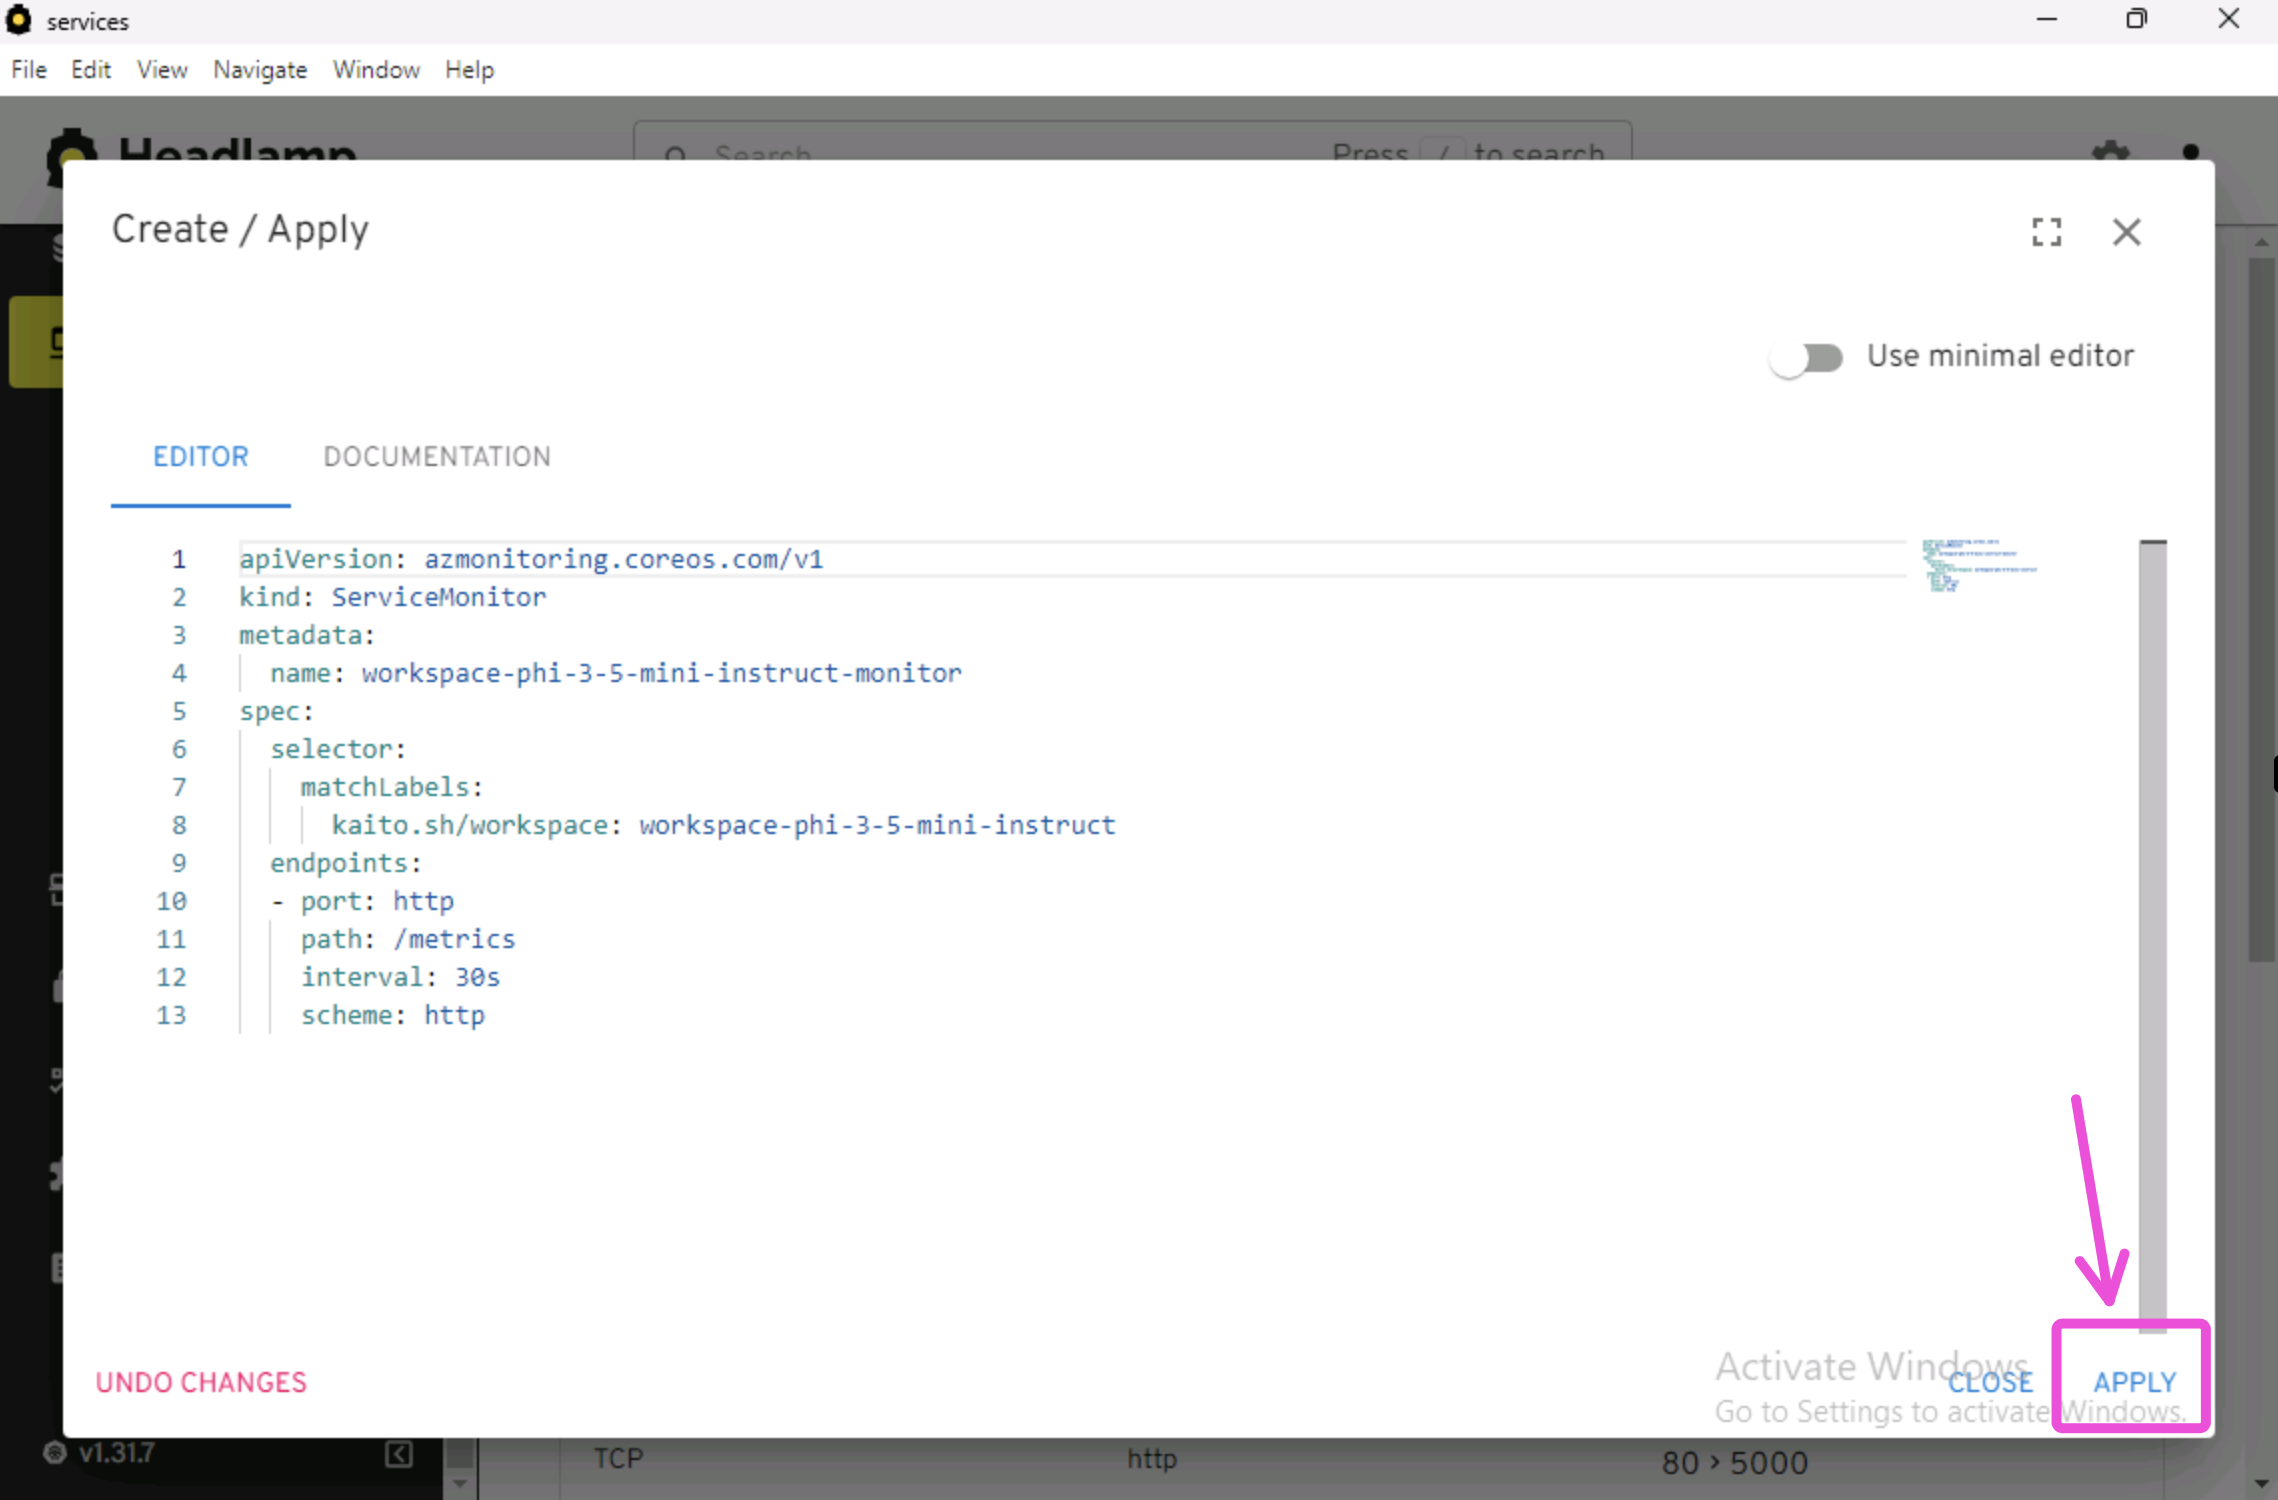 services
File Edit View Navigate Window Help
Headlamp
Search
Press / to search
Create / Apply
Use minimal editor
EDITOR DOCUMENTATION
1 apiVersion: azmonitoring.coreos.com/v1
2 kind: ServiceMonitor
3 metadata:
4 name: workspace-phi-3-5-mini-instruct-monitor
5 spec:
6 selector:
7 matchLabels:
8 kaito.sh/workspace: workspace-phi-3-5-mini-instruct
9 endpoints:
10 - port: http
11 path: /metrics
12 interval: 30s
13 scheme: http
Activate Windows
UNDO CHANGES CLOSE APPLY
Go to Settings to activate Windows.
v1.31.7
TCP http 80 › 5000